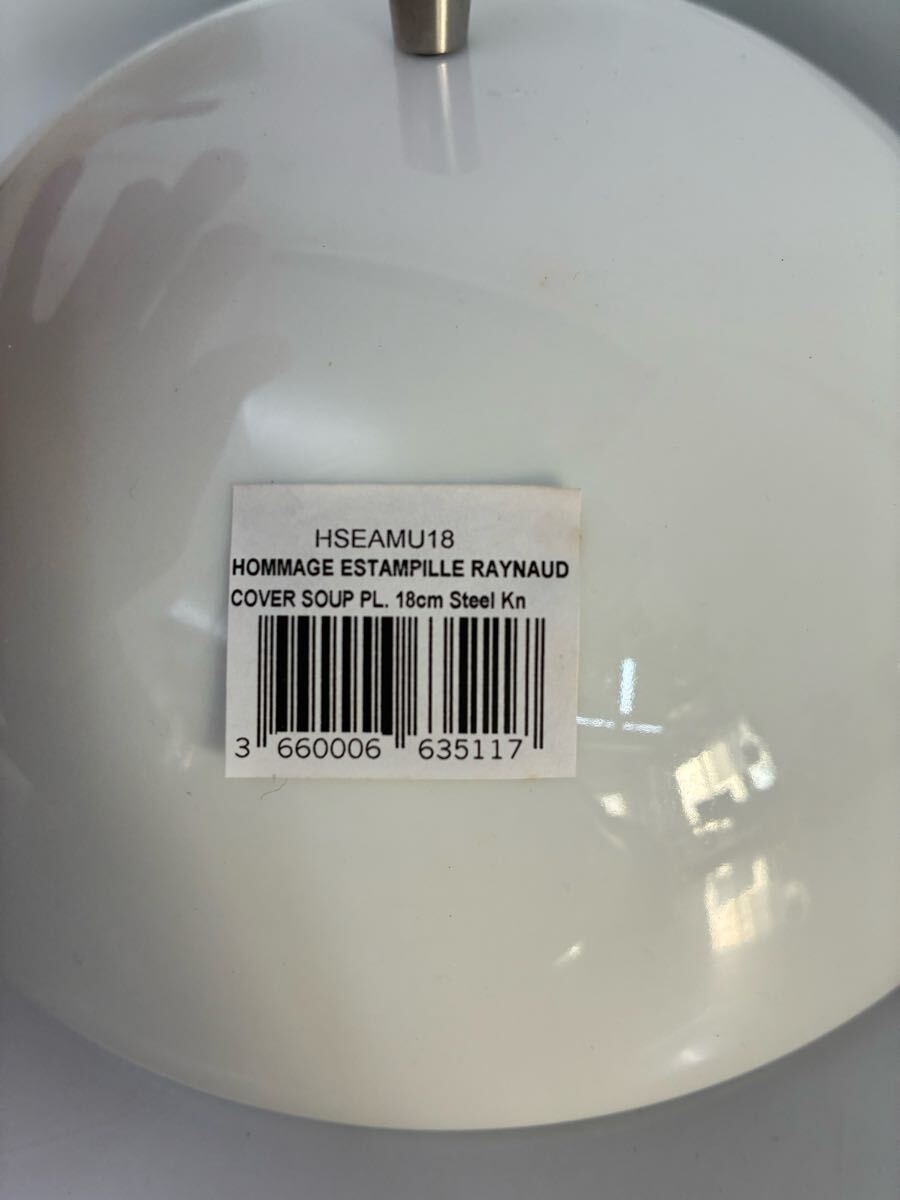 HSEAMU18
HOMMAGE ESTAMPILLE RAYNAUD
COVER SOUP PL. 18cm Steel Kn
3 660006 635117